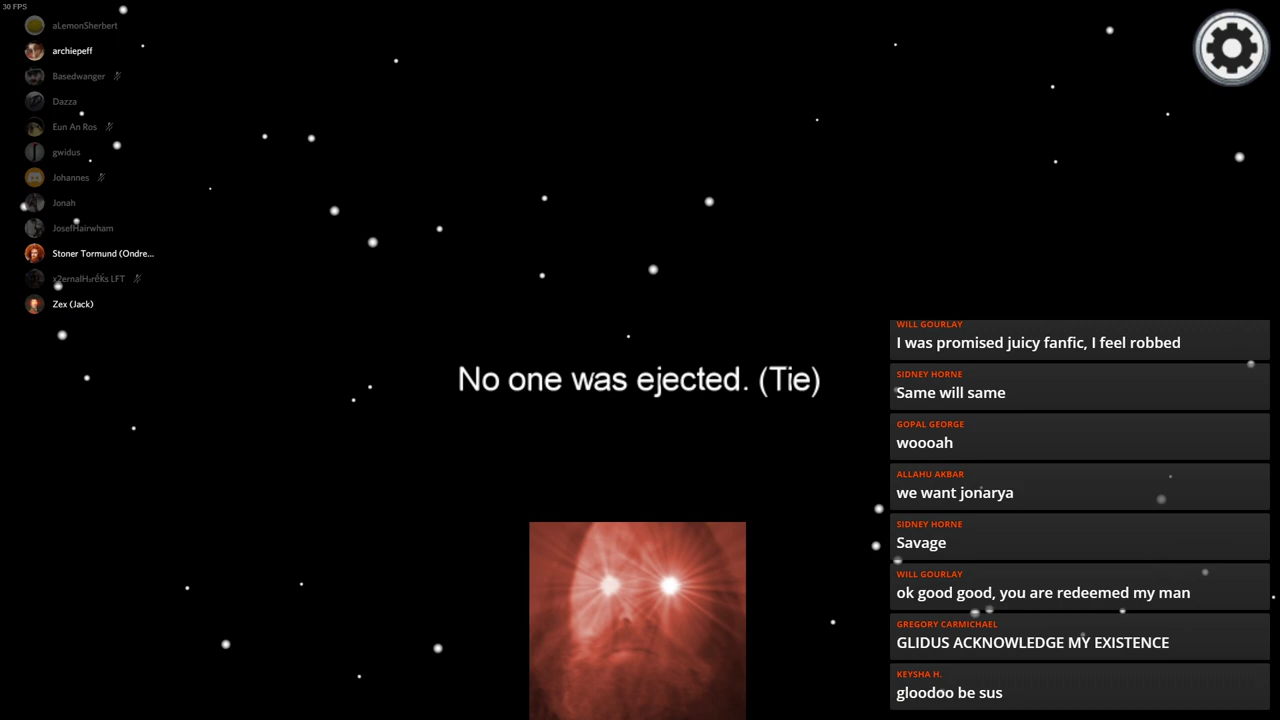 30 FPS
aLemonSherbert
archiepeff
Basedwanger
Dazza
Eun An Ros
gwidus
Johannes
Jonah
JosefHairwham
Stoner Tormund (Ondre...
LFT
Zex (Jack)
No one was ejected. (Tie)
WILL GOURLAY
I was promised juicy fanfic, I feel robbed
SIDNEY HORNE
Same will same
GOPAL GEORGE
woooah
ALLAHU AKBAR
we want jonarya
SIDNEY HORNE
Savage
WILL GOURLAY
ok good good, you are redeemed my man
GREGORY CARMICHAEL
GLIDUS ACKNOWLEDGE MY EXISTENCE
KEYSHA H.
gloodoo be sus